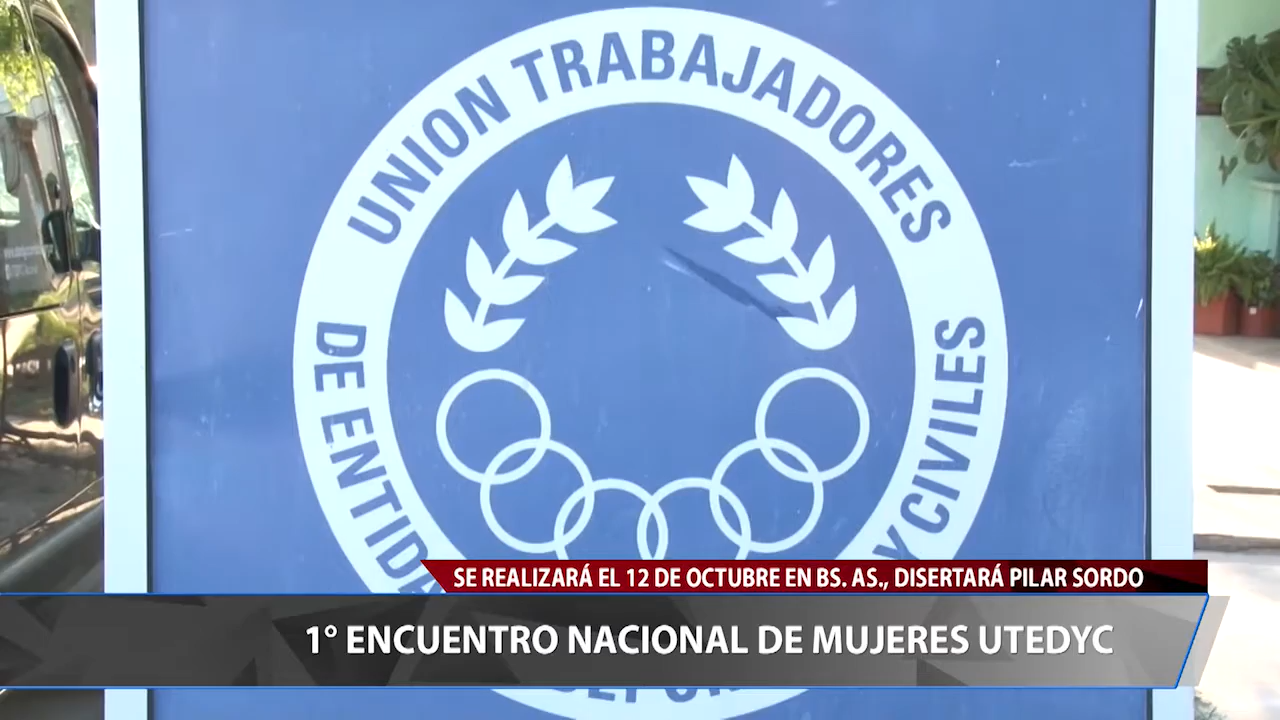 UNION TRABAJADORES
DE ENTIDA
Y CIVILES
SE REALIZARÁ EL 12 DE OCTUBRE EN BS. AS., DISERTARÁ PILAR SORDO
1° ENCUENTRO NACIONAL DE MUJERES UTEDYC